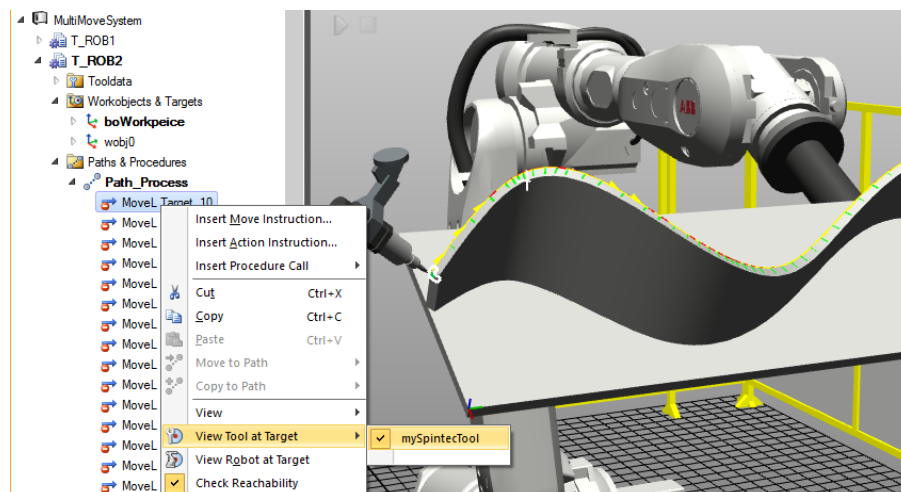 MultiMoveSystem
T_ROB1
T_ROB2
Tooldata
Workobjects & Targets
boWorkpeice
wobj0
Paths & Procedures
Path_Process
MoveL Target_10
MoveL
MoveL
MoveL
MoveL
MoveL
MoveL
MoveL
MoveL
MoveL
MoveL
MoveL
MoveL
MoveL
MoveL
Insert Move Instruction...
Insert Action Instruction...
Insert Procedure Call
Cut Ctrl+X
Copy Ctrl+C
Paste Ctrl+V
Move to Path
Copy to Path
View
View Tool at Target
mySpintecTool
View Robot at Target
Check Reachability
ABB